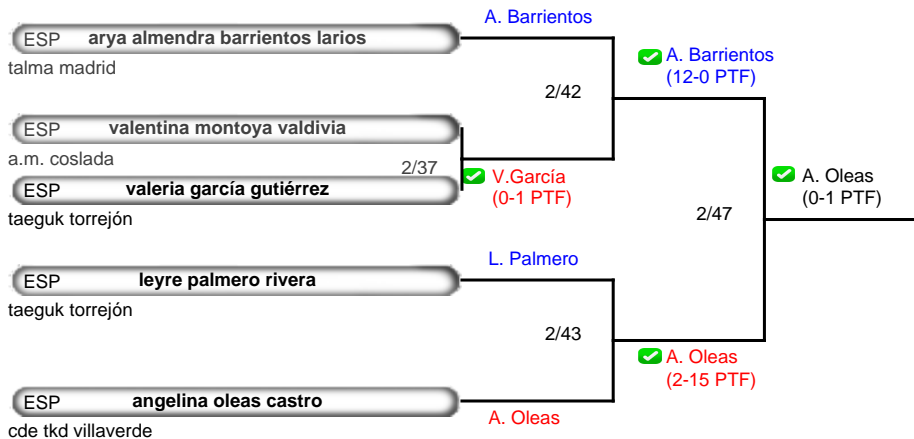 A. Barrientos
ESP arya almendra barrientos larios
talma madrid
A. Barrientos
(12-0 PTF)
2/42
ESP valentina montoya valdivia
a.m. coslada
2/37
V.García
(0-1 PTF)
ESP valeria garcía gutiérrez
taeguk torrejón
A. Oleas
(0-1 PTF)
2/47
L. Palmero
ESP leyre palmero rivera
taeguk torrejón
2/43
A. Oleas
(2-15 PTF)
ESP angelina oleas castro
A. Oleas
cde tkd villaverde